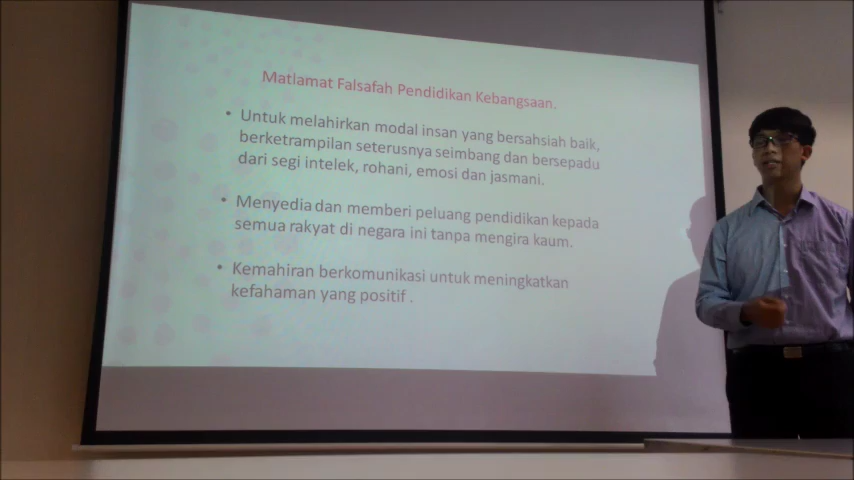 Matlamat Falsafah Pendidikan Kebangsaan.
• Untuk melahirkan modal insan yang bersahsiah baik,
berketrampilan seterusnya seimbang dan bersepadu
dari segi intelek, rohani, emosi dan jasmani.
• Menyedia dan memberi peluang pendidikan kepada
semua rakyat di negara ini tanpa mengira kaum.
• Kemahiran berkomunikasi untuk meningkatkan
kefahaman yang positif .